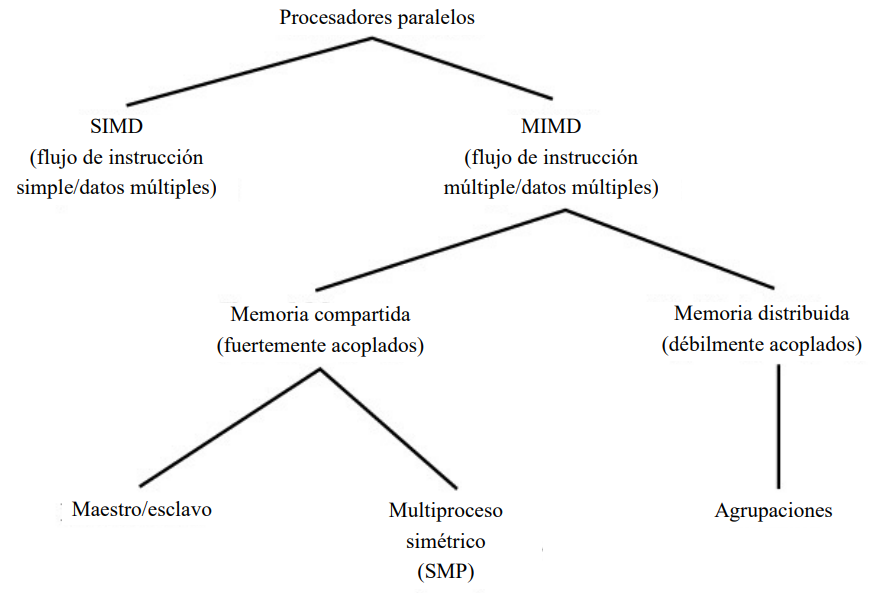 Procesadores paralelos
SIMD
(flujo de instrucción
simple/datos múltiples)
MIMD
(flujo de instrucción
múltiple/datos múltiples)
Memoria compartida
(fuertemente acoplados)
Memoria distribuida
(débilmente acoplados)
Maestro/esclavo
Multiproceso
simétrico
(SMP)
Agrupaciones